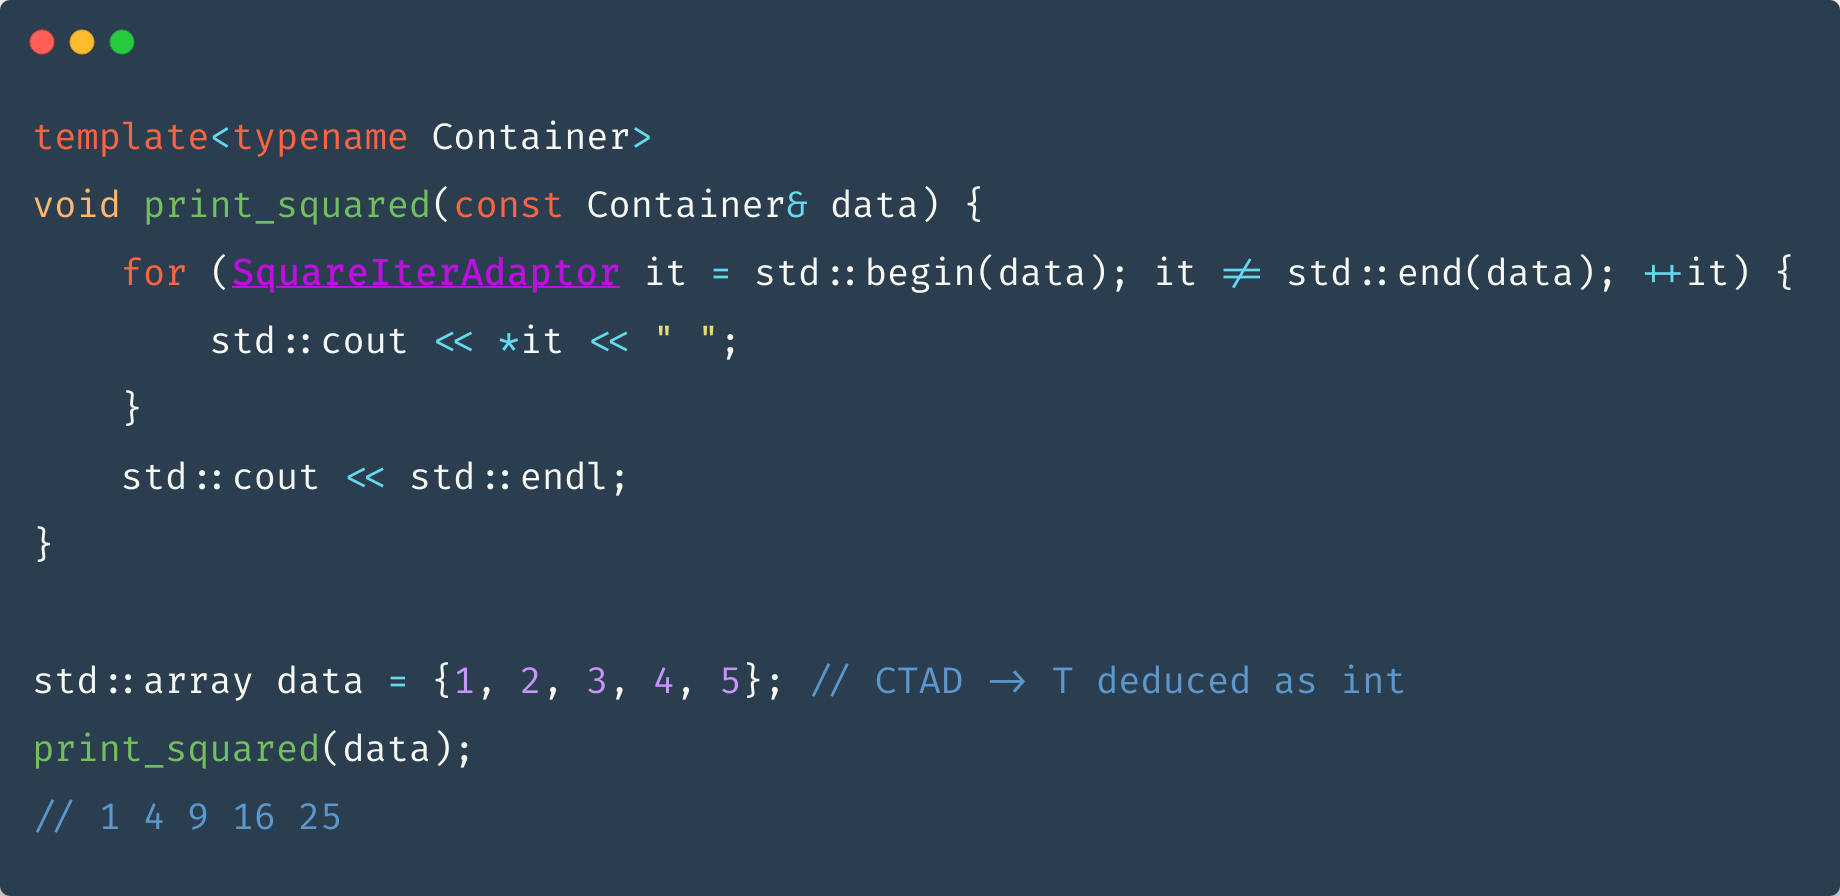 template<typename Container>
void print_squared(const Container& data) {
    for (SquareIterAdaptor it = std::begin(data); it != std::end(data); ++it) {
        std::cout << *it << " ";
    }
    std::cout << std::endl;
}

std::array data = {1, 2, 3, 4, 5}; // CTAD -> T deduced as int
print_squared(data);
// 1 4 9 16 25